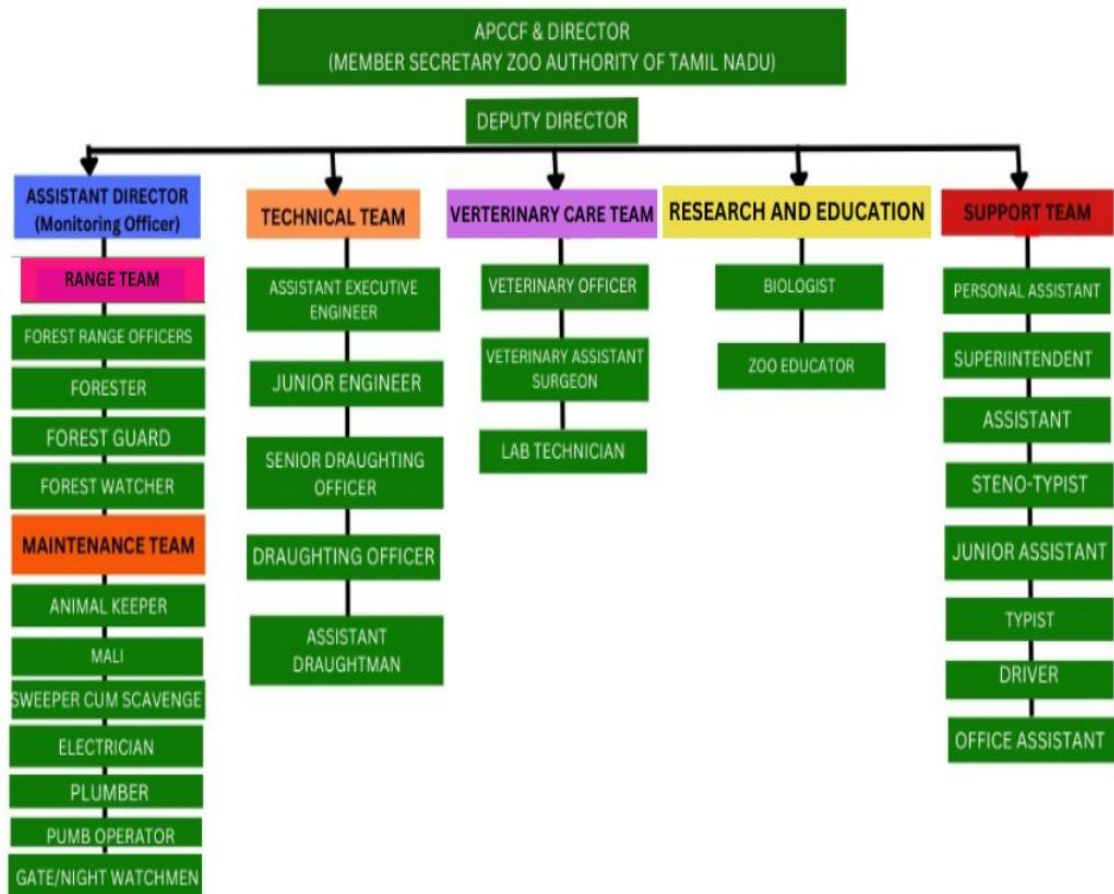 APCCF & DIRECTOR
(MEMBER SECRETARY ZOO AUTHORITY OF TAMIL NADU)
DEPUTY DIRECTOR
ASSISTANT DIRECTOR
(Monitoring Officer)
RANGE TEAM
FOREST RANGE OFFICERS
FORESTER
FOREST GUARD
FOREST WATCHER
MAINTENANCE TEAM
ANIMAL KEEPER
MALI
SWEEPER CUM SCAVENGE
ELECTRICIAN
PLUMBER
PUMB OPERATOR
GATE/NIGHT WATCHMEN
TECHNICAL TEAM
ASSISTANT EXECUTIVE
ENGINEER
JUNIOR ENGINEER
SENIOR DRAUGHTING
OFFICER
DRAUGHTING OFFICER
ASSISTANT
DRAUGHTMAN
VERTERINARY CARE TEAM
VETERINARY OFFICER
VETERINARY ASSISTANT
SURGEON
LAB TECHNICIAN
RESEARCH AND EDUCATION
BIOLOGIST
ZOO EDUCATOR
SUPPORT TEAM
PERSONAL ASSISTANT
SUPERIINTENDENT
ASSISTANT
STENO-TYPIST
JUNIOR ASSISTANT
TYPIST
DRIVER
OFFICE ASSISTANT